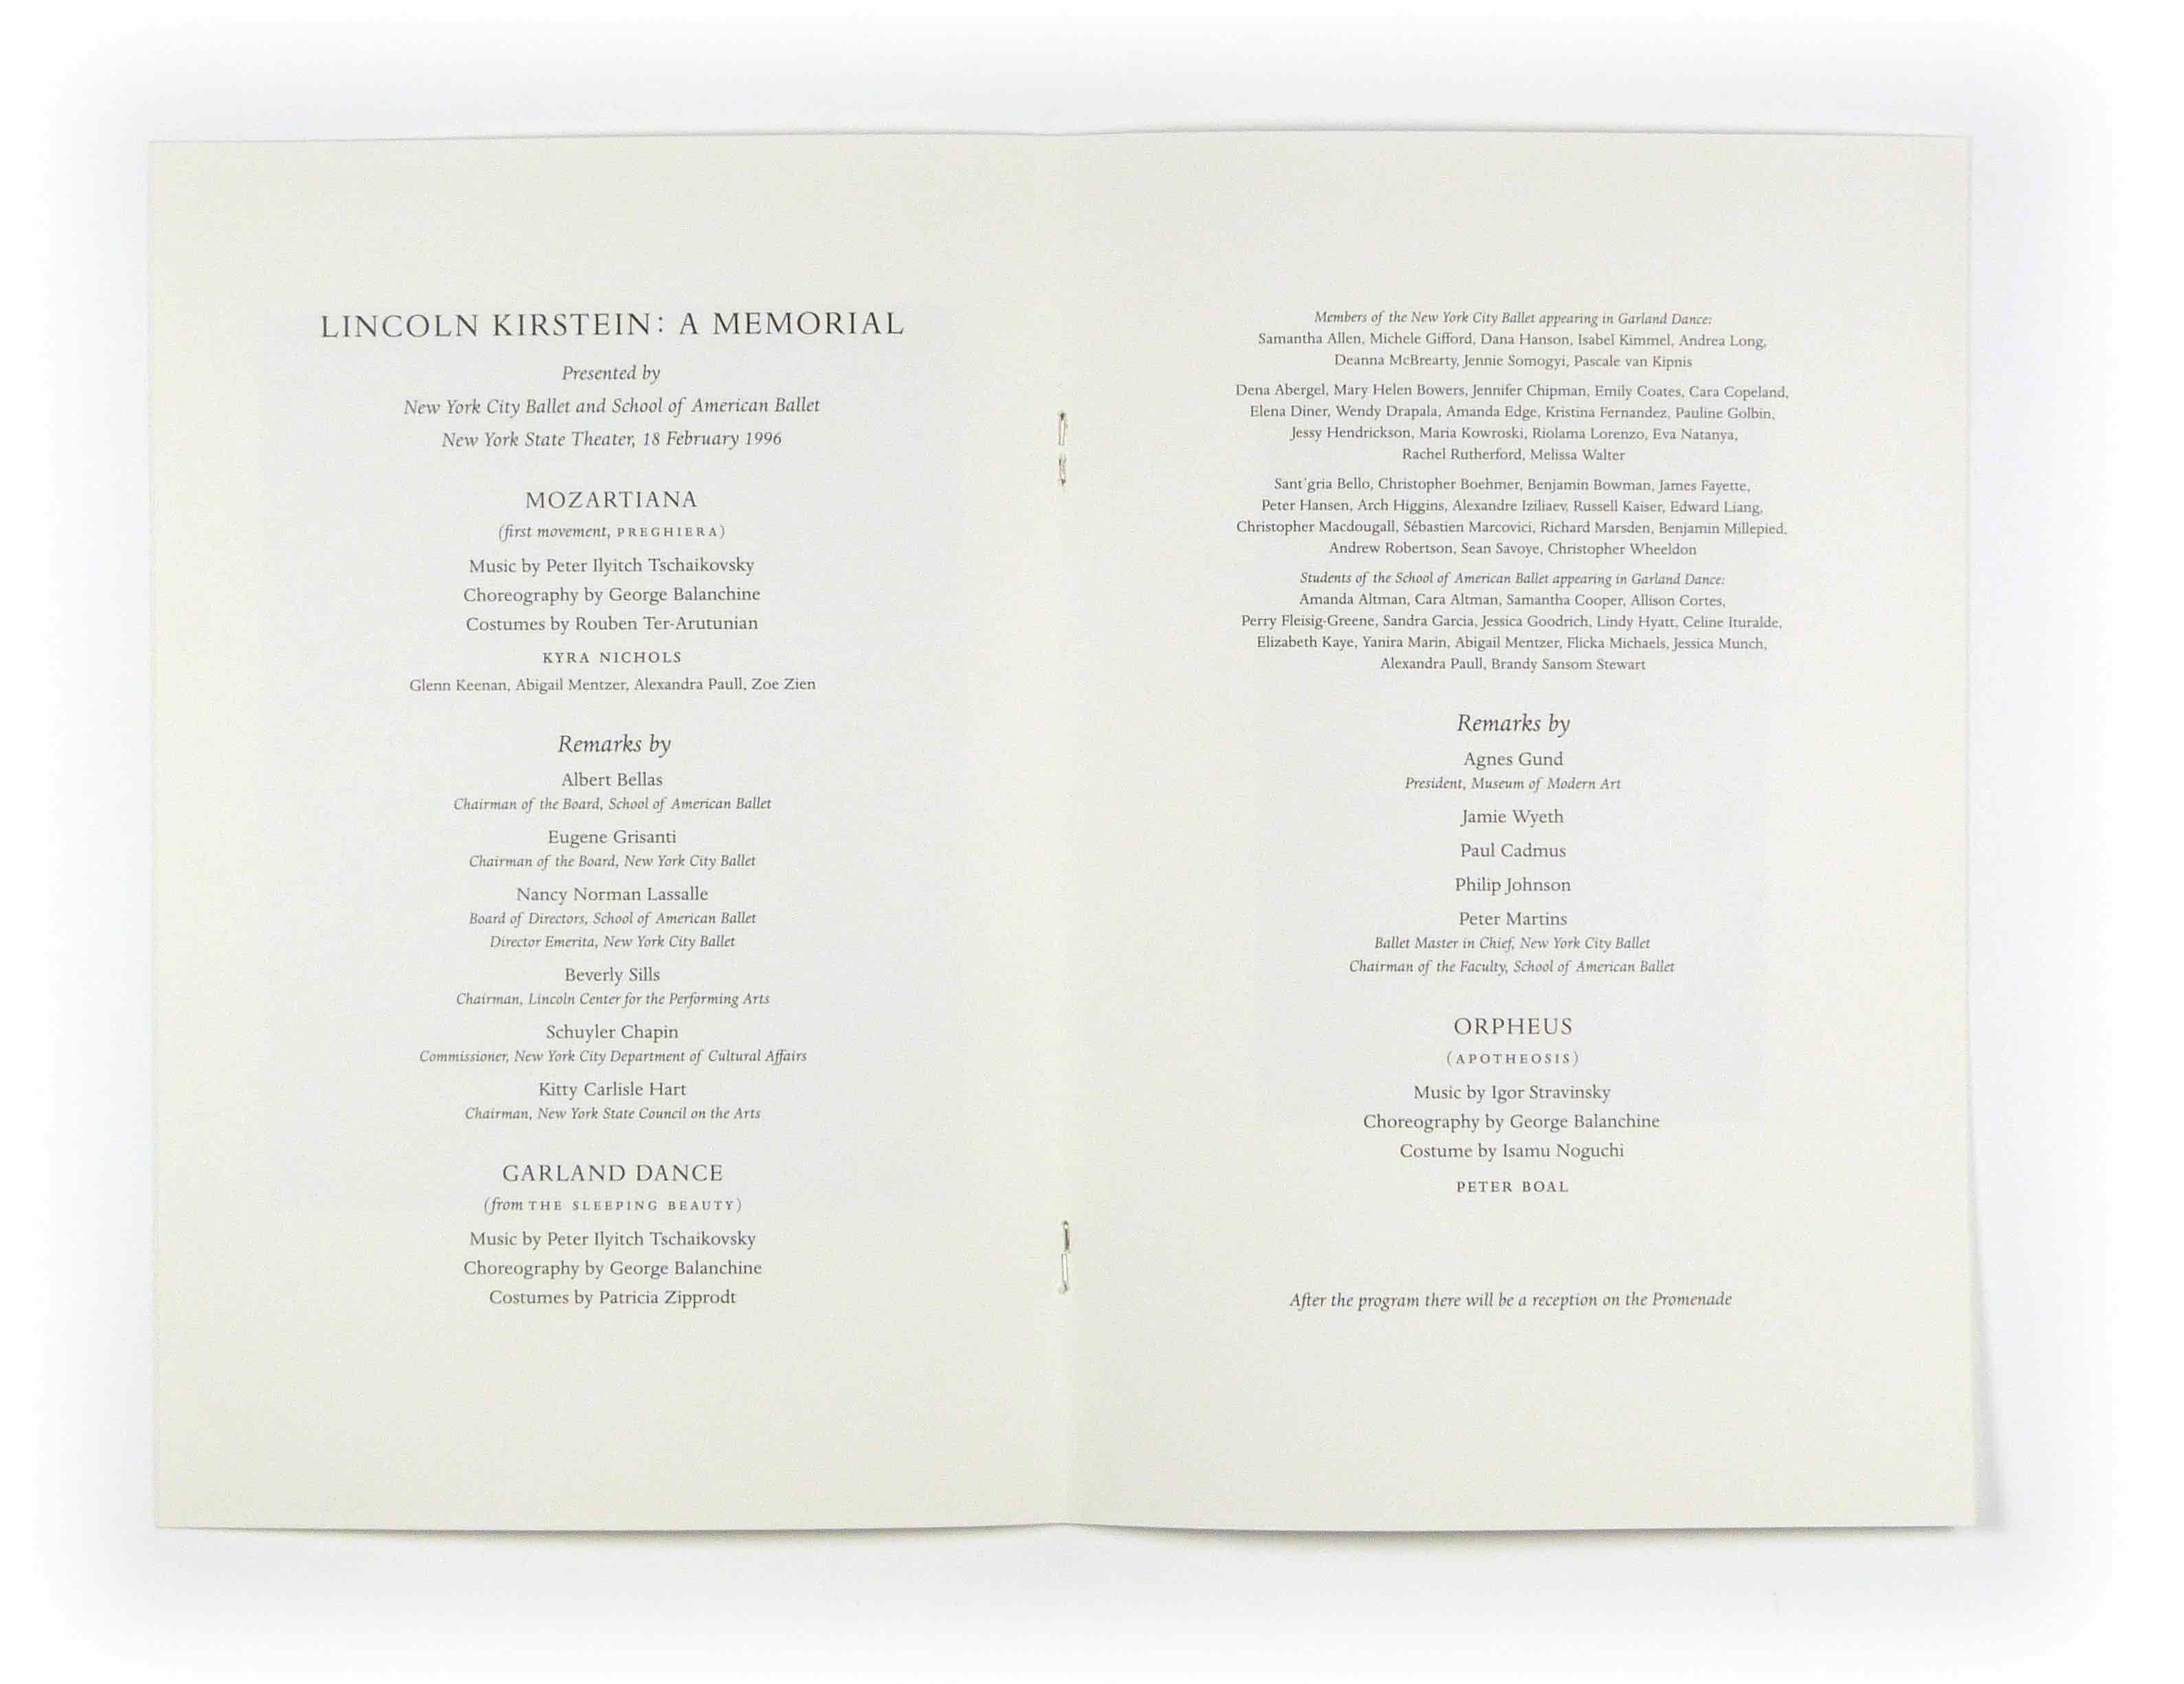 LINCOLN KIRSTEIN: A MEMORIAL
Presented by
New York City Ballet and School of American Ballet
New York State Theater, 18 February 1996
MOZARTIANA
(first movement, PREGHIERA)
Music by Peter Ilyitch Tschaikovsky
Choreography by George Balanchine
Costumes by Rouben Ter-Arutunian
KYRA NICHOLS
Glenn Keenan, Abigail Mentzer, Alexandra Paull, Zoe Zien
Remarks by
Albert Bellas
Chairman of the Board, School of American Ballet
Eugene Grisanti
Chairman of the Board, New York City Ballet
Nancy Norman Lassalle
Board of Directors, School of American Ballet
Director Emerita, New York City Ballet
Beverly Sills
Chairman, Lincoln Center for the Performing Arts
Schuyler Chapin
Commissioner, New York City Department of Cultural Affairs
Kitty Carlisle Hart
Chairman, New York State Council on the Arts
GARLAND DANCE
(from THE SLEEPING BEAUTY)
Music by Peter Ilyitch Tschaikovsky
Choreography by George Balanchine
Costumes by Patricia Zipprodt
Members of the New York City Ballet appearing in Garland Dance:
Samantha Allen, Michele Gifford, Dana Hanson, Isabel Kimmel, Andrea Long,
Deanna McBrearty, Jennie Somogyi, Pascale van Kipnis
Dena Abergel, Mary Helen Bowers, Jennifer Chipman, Emily Coates, Cara Copeland,
Elena Diner, Wendy Drapala, Amanda Edge, Kristina Fernandez, Pauline Golbin,
Jessy Hendrickson, Maria Kowroski, Riolama Lorenzo, Eva Natanya,
Rachel Rutherford, Melissa Walter
Sant'gria Bello, Christopher Boehmer, Benjamin Bowman, James Fayette,
Peter Hansen, Arch Higgins, Alexandre Iziliaev, Russell Kaiser, Edward Liang,
Christopher Macdougall, Sébastien Marcovici, Richard Marsden, Benjamin Millepied,
Andrew Robertson, Sean Savoye, Christopher Wheeldon
Students of the School of American Ballet appearing in Garland Dance:
Amanda Altman, Cara Altman, Samantha Cooper, Allison Cortes,
Perry Fleisig-Greene, Sandra Garcia, Jessica Goodrich, Lindy Hyatt, Celine Ituralde,
Elizabeth Kaye, Yanira Marin, Abigail Mentzer, Flicka Michaels, Jessica Munch,
Alexandra Paull, Brandy Sansom Stewart
Remarks by
Agnes Gund
President, Museum of Modern Art
Jamie Wyeth
Paul Cadmus
Philip Johnson
Peter Martins
Ballet Master in Chief, New York City Ballet
Chairman of the Faculty, School of American Ballet
ORPHEUS
(APOTHEOSIS)
Music by Igor Stravinsky
Choreography by George Balanchine
Costume by Isamu Noguchi
PETER BOAL
After the program there will be a reception on the Promenade